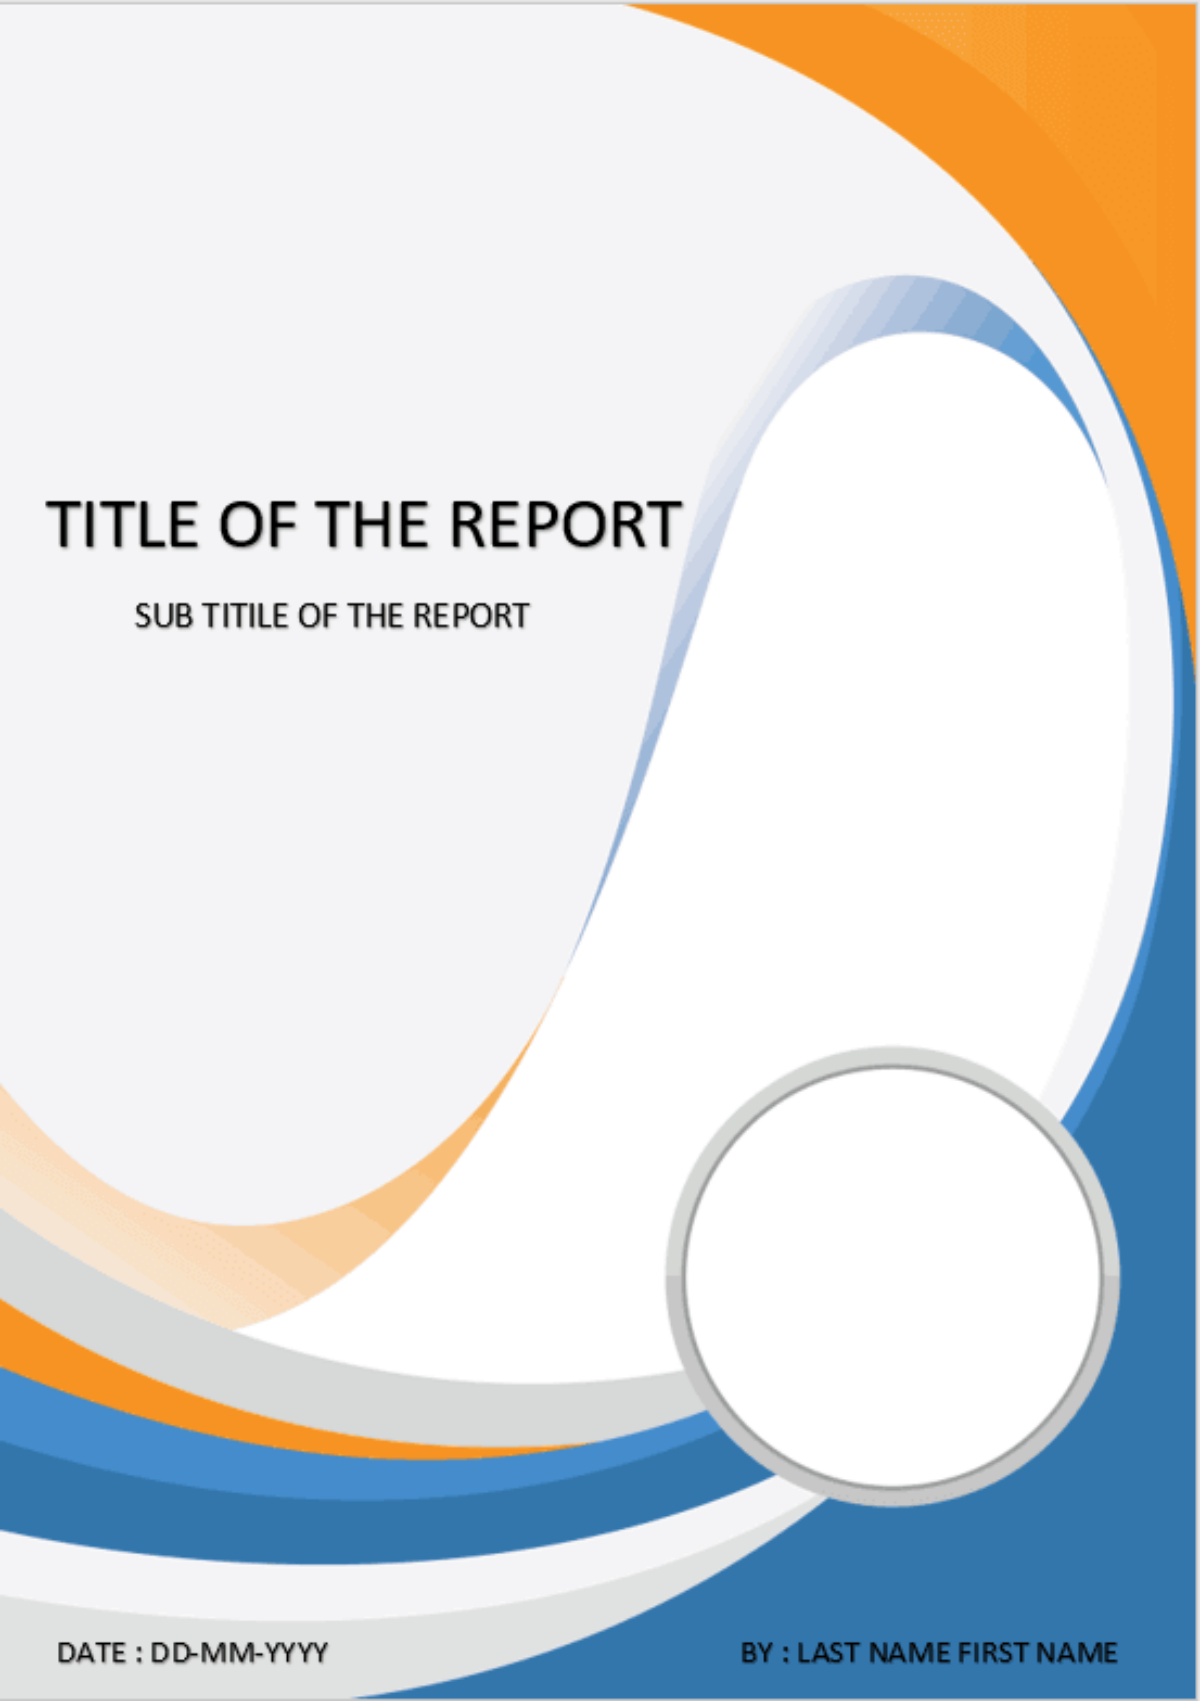 TITLE OF THE REPORT
SUB TITILE OF THE REPORT
DATE : DD-MM-YYYY
BY : LAST NAME FIRST NAME